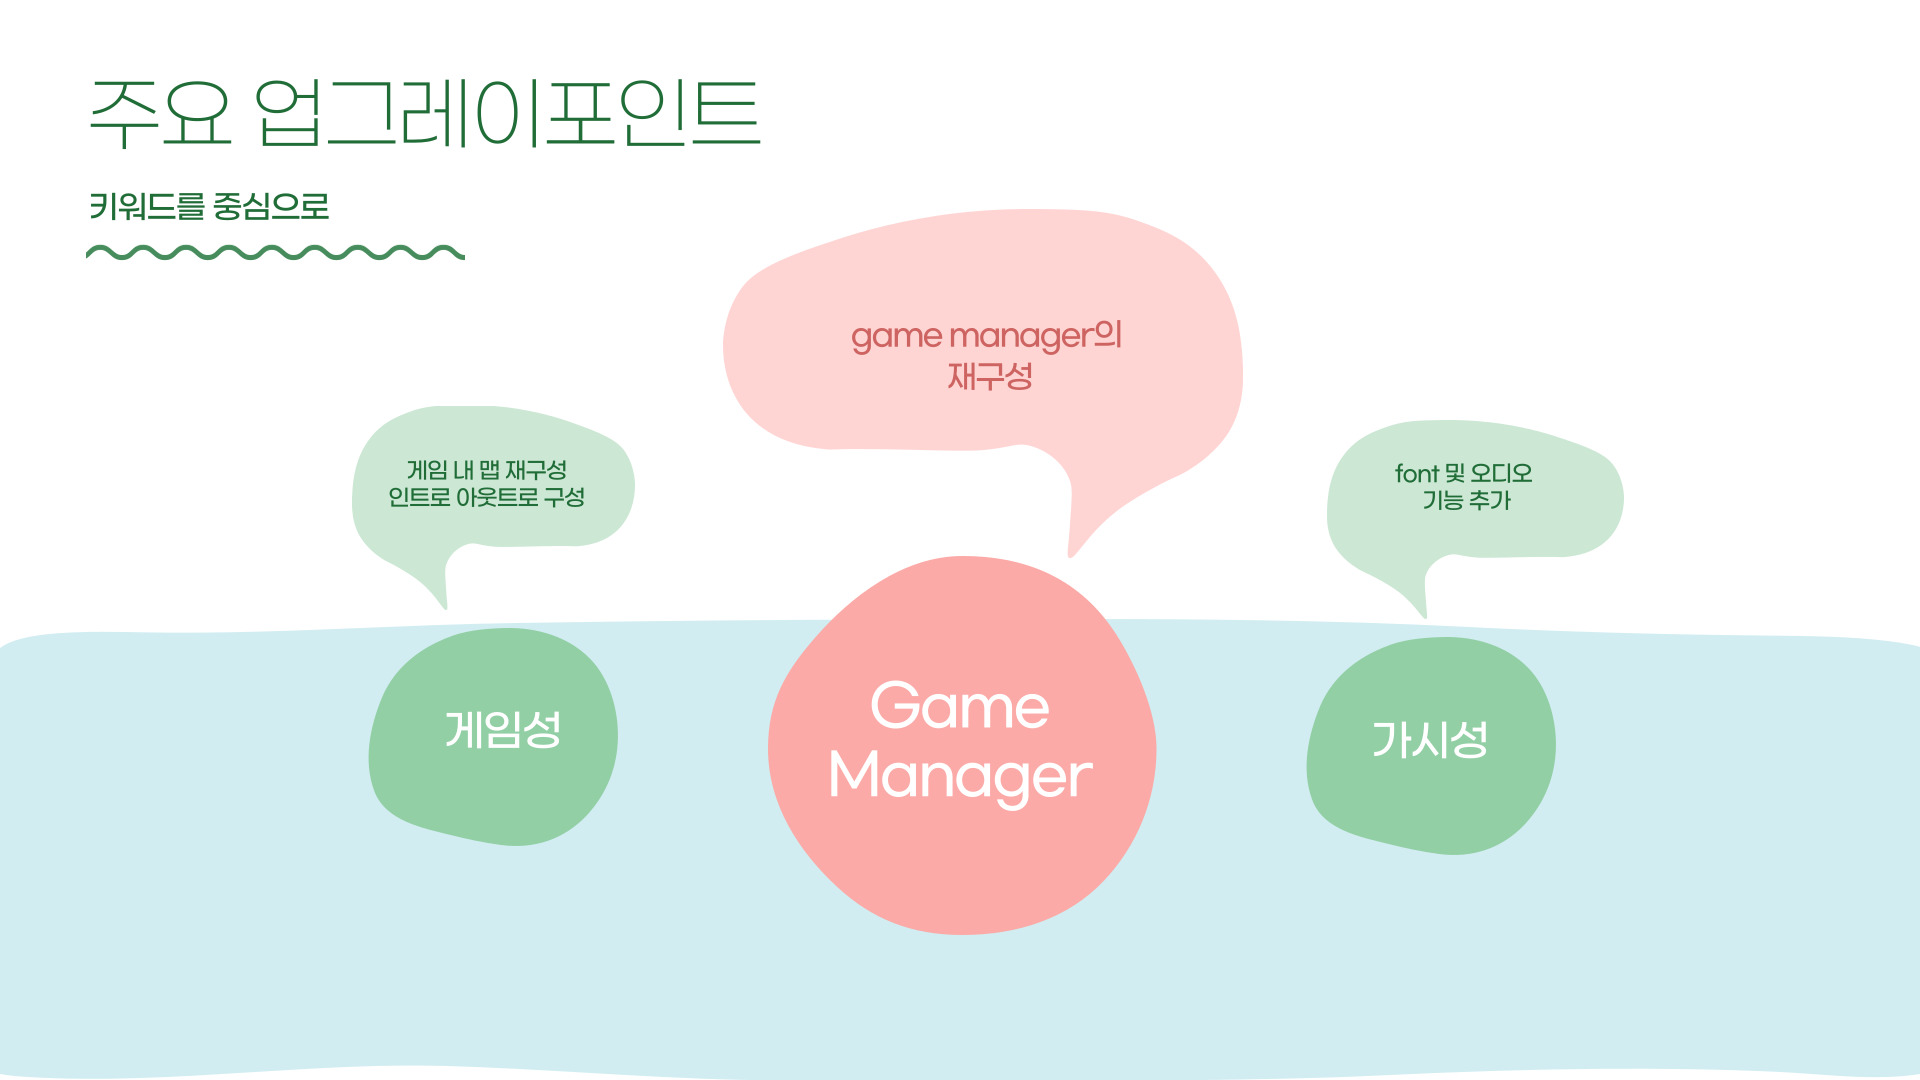 주요 업그레이포인트
키워드를 중심으로
game manager의
재구성
게임 내 맵 재구성
인트로 아웃트로 구성
font 및 오디오
기능 추가
게임성
Game
Manager
가시성